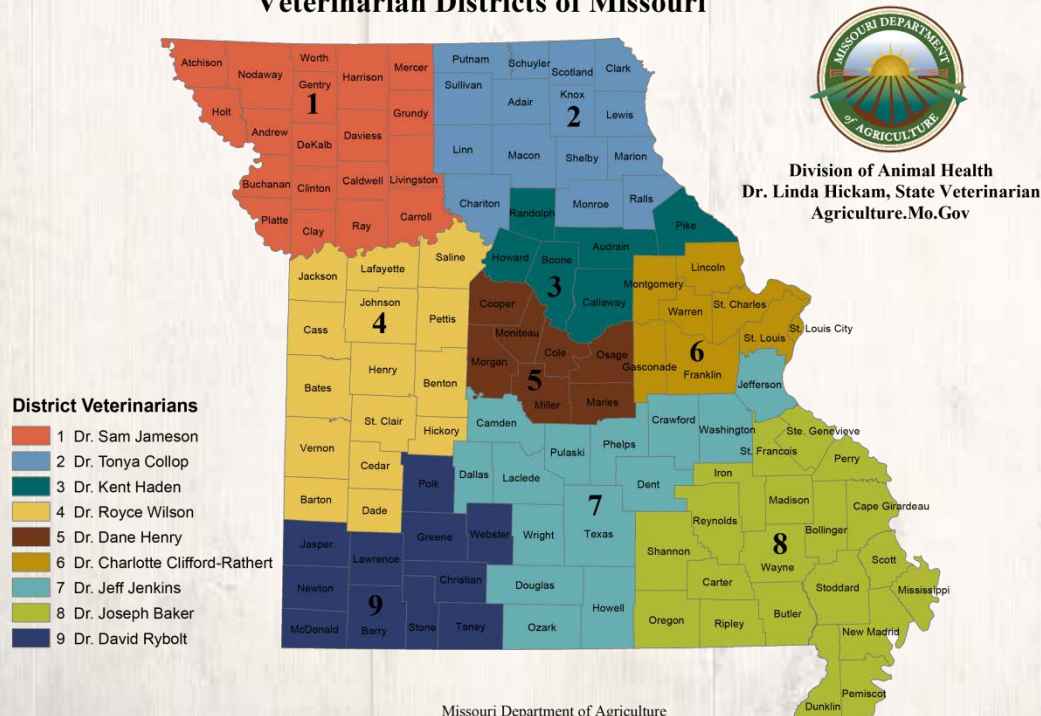 Veterinarian Districts of Missouri
MISSOURI DEPARTMENT
of AGRICULTURE
Division of Animal Health
Dr. Linda Hickam, State Veterinarian
Agriculture.Mo.Gov
Atchison
Nodaway
Worth
Gentry
1
Harrison
Mercer
Holt
Andrew
DeKalb
Daviess
Grundy
Buchanan
Clinton
Caldwell
Livingston
Platte
Clay
Ray
Carroll
Putnam
Schuyler
Scotland
Clark
Sullivan
Adair
Knox
2
Lewis
Linn
Macon
Shelby
Marion
Chariton
Monroe
Ralls
Randolph
Audrain
Pike
Howard
Boone
3
Callaway
Jackson
Lafayette
Saline
Johnson
4
Cass
Pettis
Henry
Bates
Benton
St. Clair
Hickory
Vernon
Cedar
Barton
Dade
Cooper
Moniteau
Cole
Osage
Morgan
5
Miller
Maries
Lincoln
Montgomery
Warren
St. Charles
St. Louis City
St. Louis
6
Gasconade
Franklin
Jefferson
Camden
Crawford
Washington
Pulaski
Phelps
Dallas
Laclede
Dent
7
Wright
Texas
Douglas
Howell
Ozark
Ste. Genevieve
St. Francois
Perry
Iron
Madison
Cape Girardeau
Reynolds
Bollinger
Shannon
8
Wayne
Scott
Carter
Stoddard
Mississippi
Oregon
Ripley
Butler
New Madrid
Pemiscot
Dunklin
Polk
Jasper
Lawrence
Greene
Webster
Newton
Christian
9
McDonald
Barry
Stone
Taney
District Veterinarians
1 Dr. Sam Jameson
2 Dr. Tonya Collop
3 Dr. Kent Haden
4 Dr. Royce Wilson
5 Dr. Dane Henry
6 Dr. Charlotte Clifford-Rathert
7 Dr. Jeff Jenkins
8 Dr. Joseph Baker
9 Dr. David Rybolt
Missouri Department of Agriculture